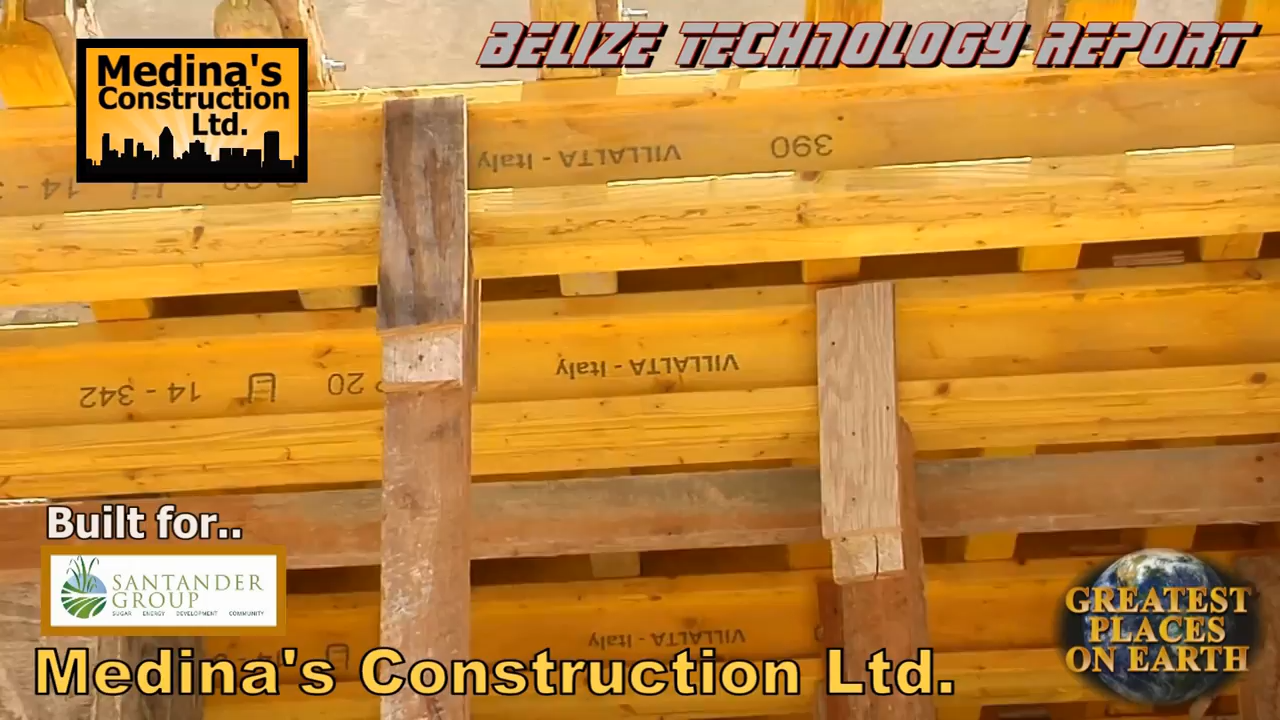 BELIZE TECHNOLOGY REPORT
Medina's
Construction
Ltd.
VILLALTA - Italy
390
14 -
VILLALTA - Italy
20
14 - 342
Built for..
SANTANDER
GROUP
SUGAR ENERGY DEVELOPMENT COMMUNITY
VILLALTA - Italy
Medina's Construction Ltd.
GREATEST
PLACES
ON EARTH